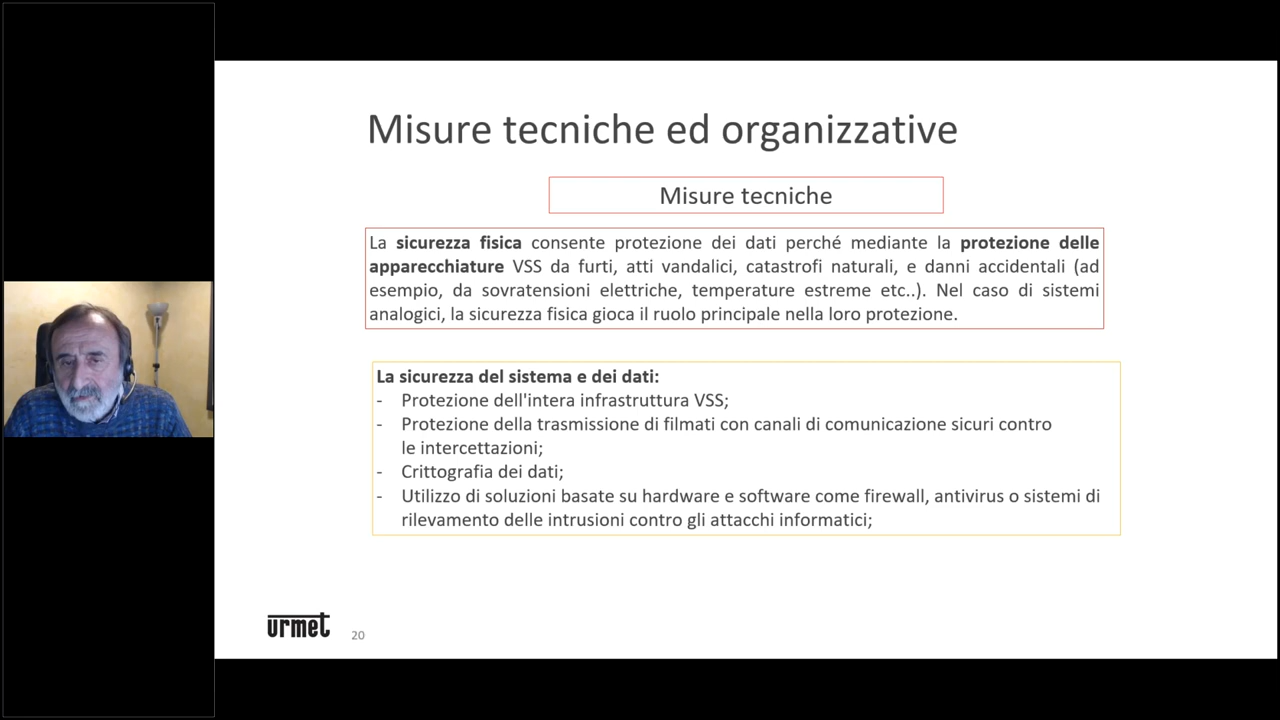 Misure tecniche ed organizzative
Misure tecniche
La sicurezza fisica consente protezione dei dati perché mediante la protezione delle
apparecchiature VSS da furti, atti vandalici, catastrofi naturali, e danni accidentali (ad
esempio, da sovratensioni elettriche, temperature estreme etc..). Nel caso di sistemi
analogici, la sicurezza fisica gioca il ruolo principale nella loro protezione.
La sicurezza del sistema e dei dati:
- Protezione dell'intera infrastruttura VSS;
- Protezione della trasmissione di filmati con canali di comunicazione sicuri contro
le intercettazioni;
- Crittografia dei dati;
- Utilizzo di soluzioni basate su hardware e software come firewall, antivirus o sistemi di
rilevamento delle intrusioni contro gli attacchi informatici;
urmet
20